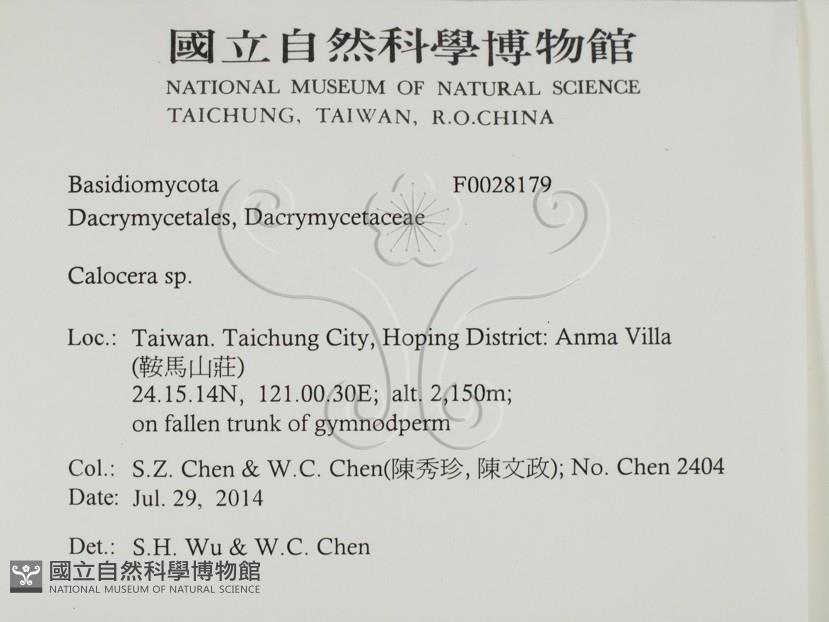 國立自然科學博物館
NATIONAL MUSEUM OF NATURAL SCIENCE
TAICHUNG, TAIWAN, R.O.CHINA
Basidiomycota F0028179
Dacrymycetales, Dacrymycetaceae
Calocera sp.
Loc.: Taiwan. Taichung City, Hoping District: Anma Villa
(鞍馬山莊)
24.15.14N, 121.00.30E; alt. 2,150m;
on fallen trunk of gymnodperm
Col.: S.Z. Chen & W.C. Chen(陳秀珍, 陳文政); No. Chen 2404
Date: Jul. 29, 2014
Det.: S.H. Wu & W.C. Chen
國立自然科學博物館
NATIONAL MUSEUM OF NATURAL SCIENCE